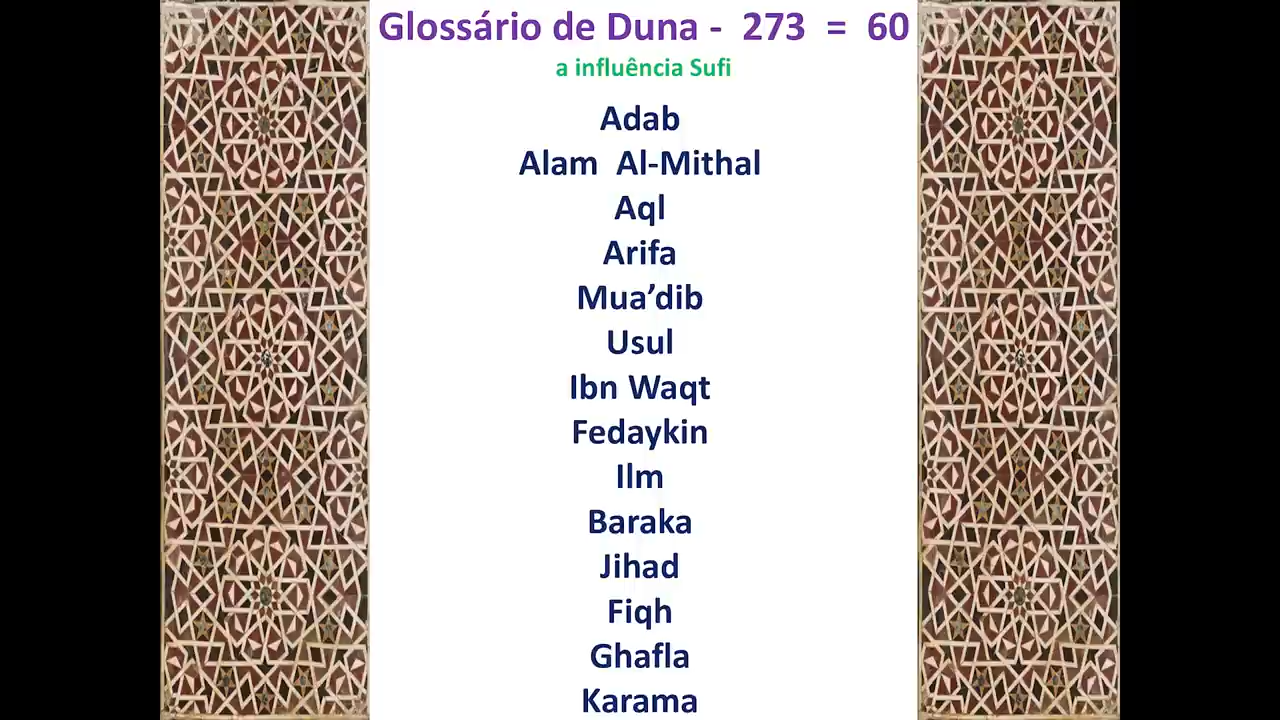 Glossário de Duna - 273 = 60
a influência Sufi
Adab
Alam Al-Mithal
Aql
Arifa
Mua’dib
Usul
Ibn Waqt
Fedaykin
Ilm
Baraka
Jihad
Fiqh
Ghafla
Karama